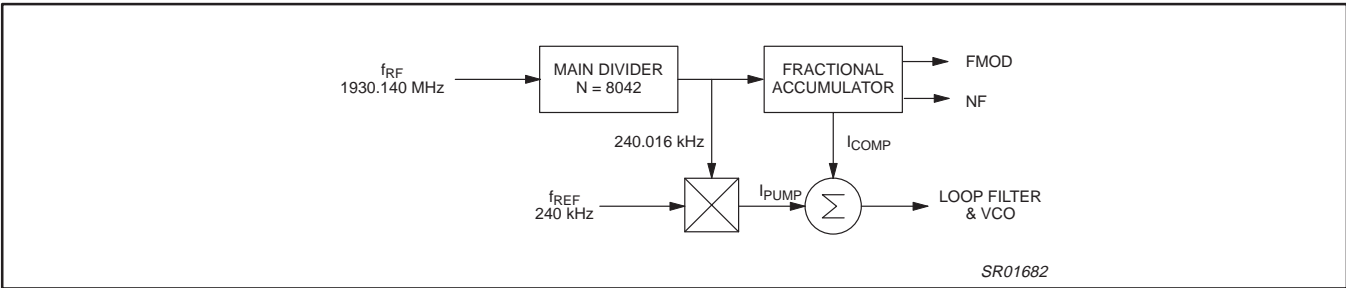 fRF
1930.140 MHz
MAIN DIVIDER
N = 8042
FRACTIONAL
ACCUMULATOR
FMOD
NF
240.016 kHz
ICOMP
fREF
240 kHz
IPUMP
Σ
LOOP FILTER
& VCO
SR01682